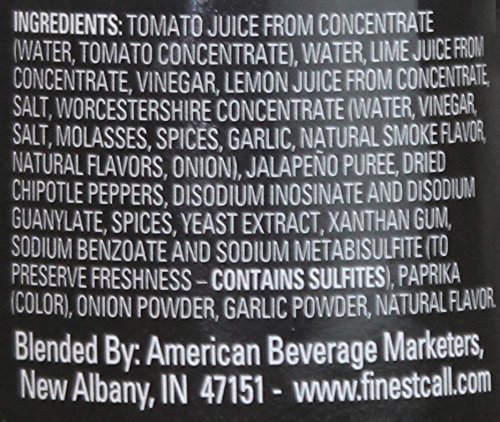 INGREDIENTS: TOMATO JUICE FROM CONCENTRATE
(WATER, TOMATO CONCENTRATE), WATER, LIME JUICE FROM
CONCENTRATE, VINEGAR, LEMON JUICE FROM CONCENTRATE,
SALT, WORCESTERSHIRE CONCENTRATE (WATER, VINEGAR,
SALT, MOLASSES, SPICES, GARLIC, NATURAL SMOKE FLAVOR,
NATURAL FLAVORS, ONION), JALAPEÑO PUREE, DRIED
CHIPOTLE PEPPERS, DISODIUM INOSINATE AND DISODIUM
GUANYLATE, SPICES, YEAST EXTRACT, XANTHAN GUM,
SODIUM BENZOATE AND SODIUM METABISULFITE (TO
PRESERVE FRESHNESS – CONTAINS SULFITES), PAPRIKA
(COLOR), ONION POWDER, GARLIC POWDER, NATURAL FLAVOR.
Blended By: American Beverage Marketers,
New Albany, IN 47151 - www.finestcall.com